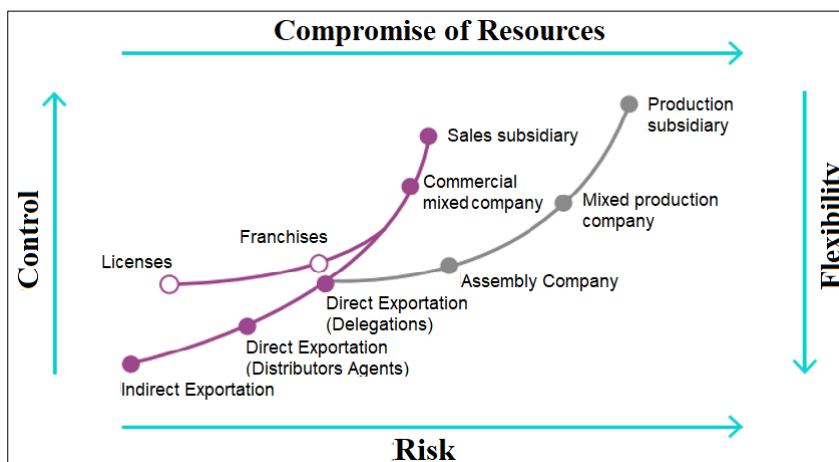 Compromise of Resources
Control
Flexibility
Production
subsidiary
Sales subsidiary
Commercial
mixed company
Mixed production
company
Franchises
Licenses
Assembly Company
Direct Exportation
(Delegations)
Direct Exportation
(Distributors Agents)
Indirect Exportation
Risk